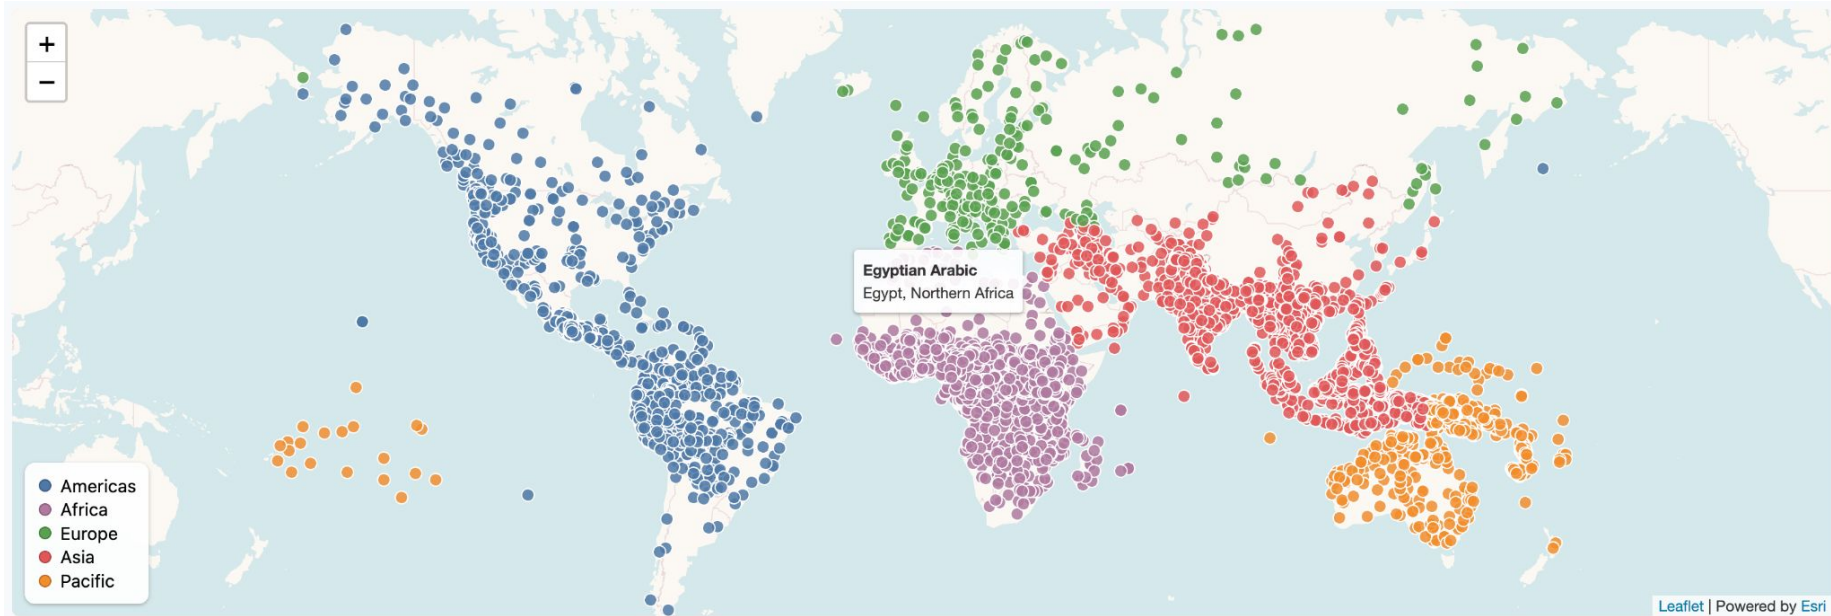 +
−
Egyptian Arabic
Egypt, Northern Africa
Americas
Africa
Europe
Asia
Pacific
Leaflet | Powered by Esri